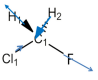 H₁ H₂
C₁
Cl₁ F